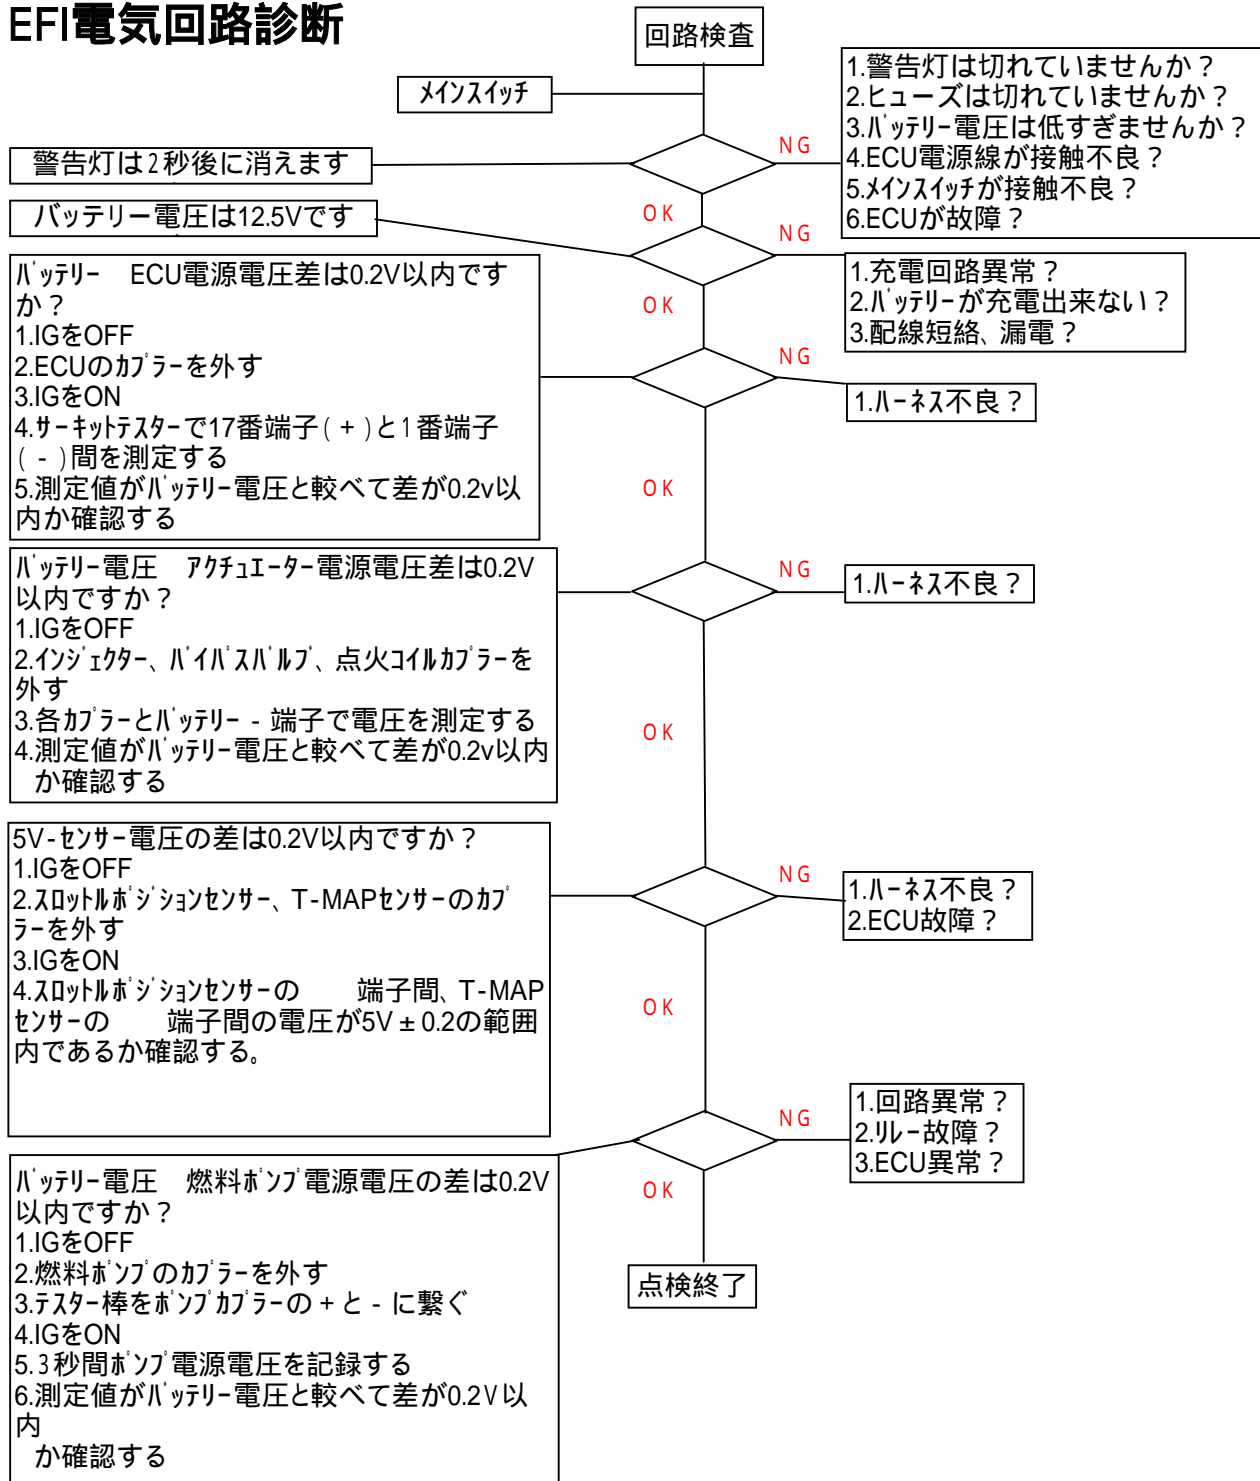 EFI電気回路診断
回路検査
ﾒｲﾝｽｲｯﾁ
1.警告灯は切れていませんか？
2.ヒューズは切れていませんか？
3.ﾊﾞｯﾃﾘｰ電圧は低すぎませんか？
4.ECU電源線が接触不良？
5.ﾒｲﾝｽｲｯﾁが接触不良？
6.ECUが故障？
警告灯は2秒後に消えます
NG
OK
バッテリー電圧は12.5Vです
NG
1.充電回路異常？
2.ﾊﾞｯﾃﾘｰが充電出来ない？
3.配線短絡、漏電？
OK
ﾊﾞｯﾃﾘｰ　ECU電源電圧差は0.2V以内です
か？
1.IGをOFF
2.ECUのｶﾌﾟﾗｰを外す
3.IGをON
4.ｻｰｷｯﾄﾃｽﾀｰで17番端子(+)と1番端子
(-)間を測定する
5.測定値がﾊﾞｯﾃﾘｰ電圧と較べて差が0.2v以
内か確認する
NG
1.ﾊｰﾈｽ不良？
OK
ﾊﾞｯﾃﾘｰ電圧　ｱｸﾁｭｴｰﾀｰ電源電圧差は0.2V
以内ですか？
1.IGをOFF
2.ｲﾝｼﾞｪｸﾀｰ、ﾊﾞｲﾊﾟｽﾊﾞﾙﾌﾞ、点火ｺｲﾙｶﾌﾟﾗｰを
外す
3.各ｶﾌﾟﾗｰとﾊﾞｯﾃﾘｰ-端子で電圧を測定する
4.測定値がﾊﾞｯﾃﾘｰ電圧と較べて差が0.2v以内
か確認する
NG
1.ﾊｰﾈｽ不良？
OK
5V-ｾﾝｻｰ電圧の差は0.2V以内ですか？
1.IGをOFF
2.ｽﾛｯﾄﾙﾎﾟｼﾞｼｮﾝｾﾝｻｰ、T-MAPｾﾝｻｰのｶﾌﾟ
ﾗｰを外す
3.IGをON
4.ｽﾛｯﾄﾙﾎﾟｼﾞｼｮﾝｾﾝｻｰの　　端子間、T-MAP
ｾﾝｻｰの　　端子間の電圧が5V±0.2の範囲
内であるか確認する。
NG
1.ﾊｰﾈｽ不良？
2.ECU故障？
OK
ﾊﾞｯﾃﾘｰ電圧　燃料ﾎﾟﾝﾌﾟ電源電圧の差は0.2V
以内ですか？
1.IGをOFF
2.燃料ﾎﾟﾝﾌﾟのｶﾌﾟﾗｰを外す
3.ﾃｽﾀｰ棒をﾎﾟﾝﾌﾟｶﾌﾟﾗｰの+と-に繋ぐ
4.IGをON
5.3秒間ﾎﾟﾝﾌﾟ電源電圧を記録する
6.測定値がﾊﾞｯﾃﾘｰ電圧と較べて差が0.2V以
内
か確認する
NG
1.回路異常？
2.ﾘﾚｰ故障？
3.ECU異常？
OK
点検終了